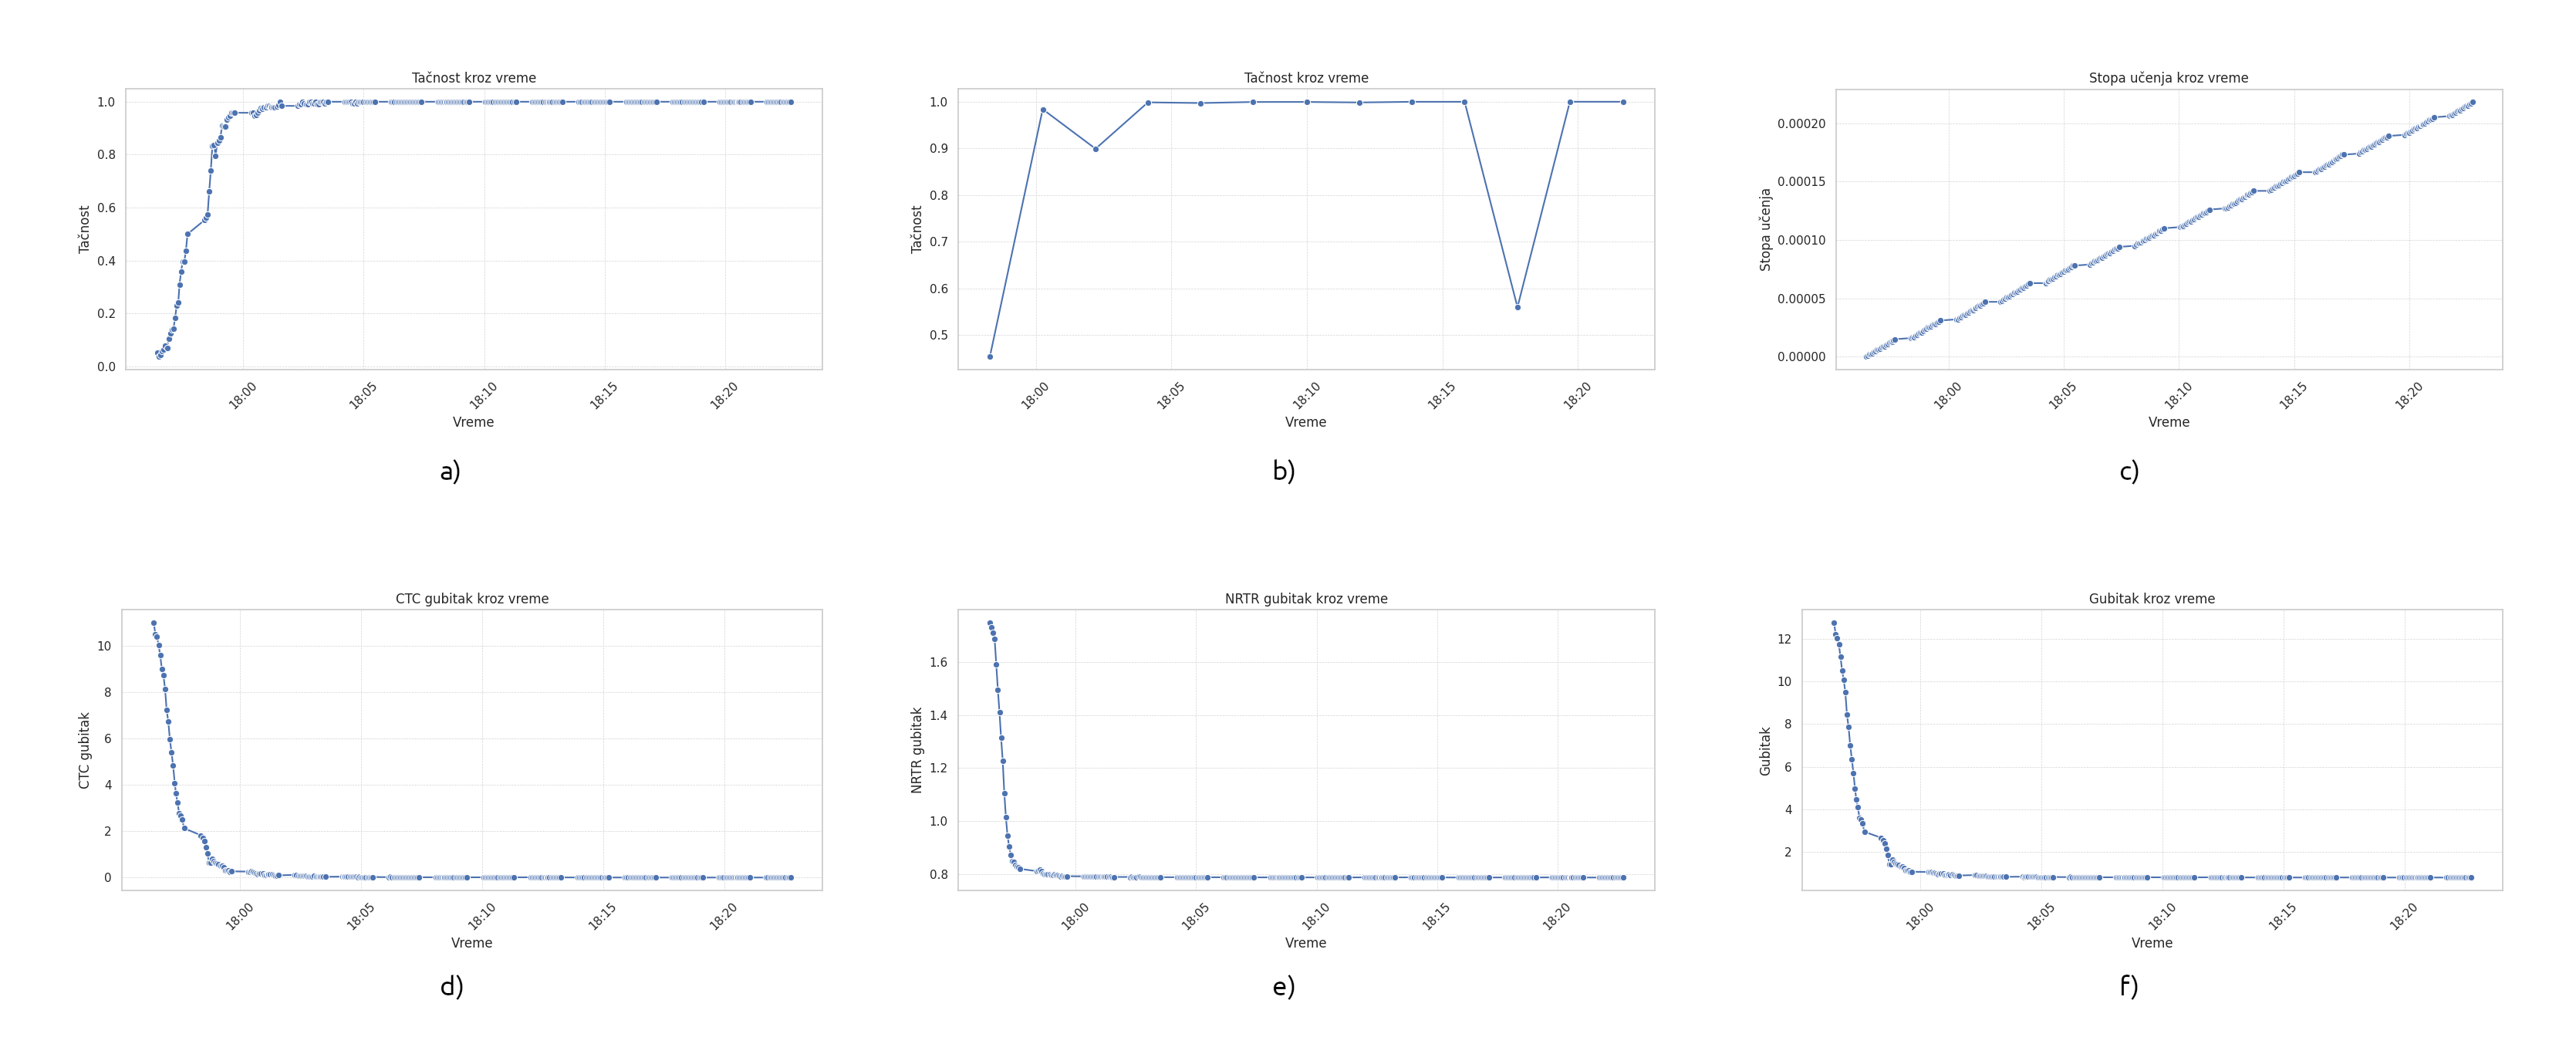 Tačnost kroz vreme
1.0
0.8
0.6
0.4
0.2
0.0
Tačnost
18:00
18:05
18:10
18:15
18:20
Vreme
a)
Tačnost kroz vreme
1.0
0.9
0.8
0.7
0.6
0.5
Tačnost
18:00
18:05
18:10
18:15
18:20
Vreme
b)
Stopa učenja kroz vreme
0.00020
0.00015
0.00010
0.00005
0.00000
Stopa učenja
18:00
18:05
18:10
18:15
18:20
Vreme
c)
CTC gubitak kroz vreme
10
8
6
4
2
0
CTC gubitak
18:00
18:05
18:10
18:15
18:20
Vreme
d)
NRTR gubitak kroz vreme
1.6
1.4
1.2
1.0
0.8
NRTR gubitak
18:00
18:05
18:10
18:15
18:20
Vreme
e)
Gubitak kroz vreme
12
10
8
6
4
2
Gubitak
18:00
18:05
18:10
18:15
18:20
Vreme
f)